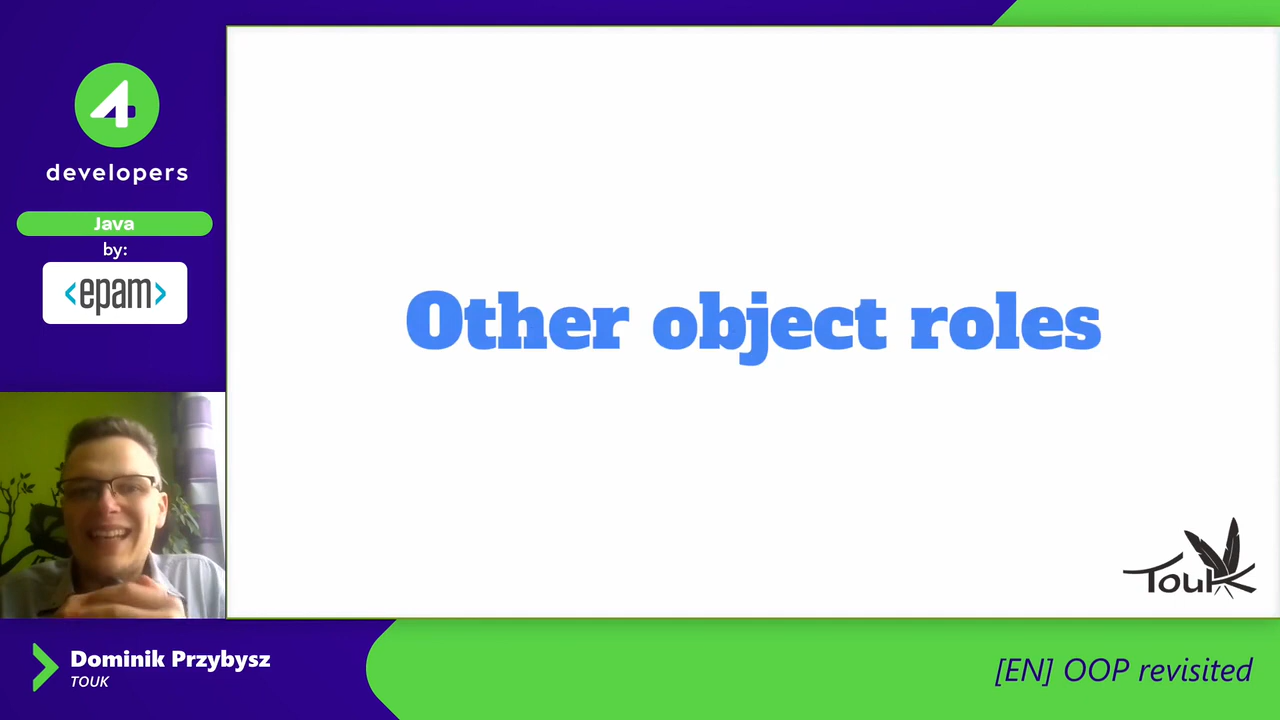 4
developers
Java
by:
<epam>
Other object roles
Touk
Dominik Przybysz
TOUK
[EN] OOP revisited